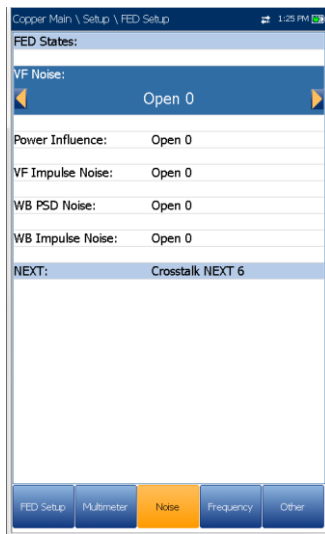 Copper Main \ Setup \ FED Setup 1:25 PM
FED States:
VF Noise:
Open 0
Power Influence: Open 0
VF Impulse Noise: Open 0
WB PSD Noise: Open 0
WB Impulse Noise: Open 0
NEXT: Crosstalk NEXT 6
FED Setup Multimeter Noise Frequency Other